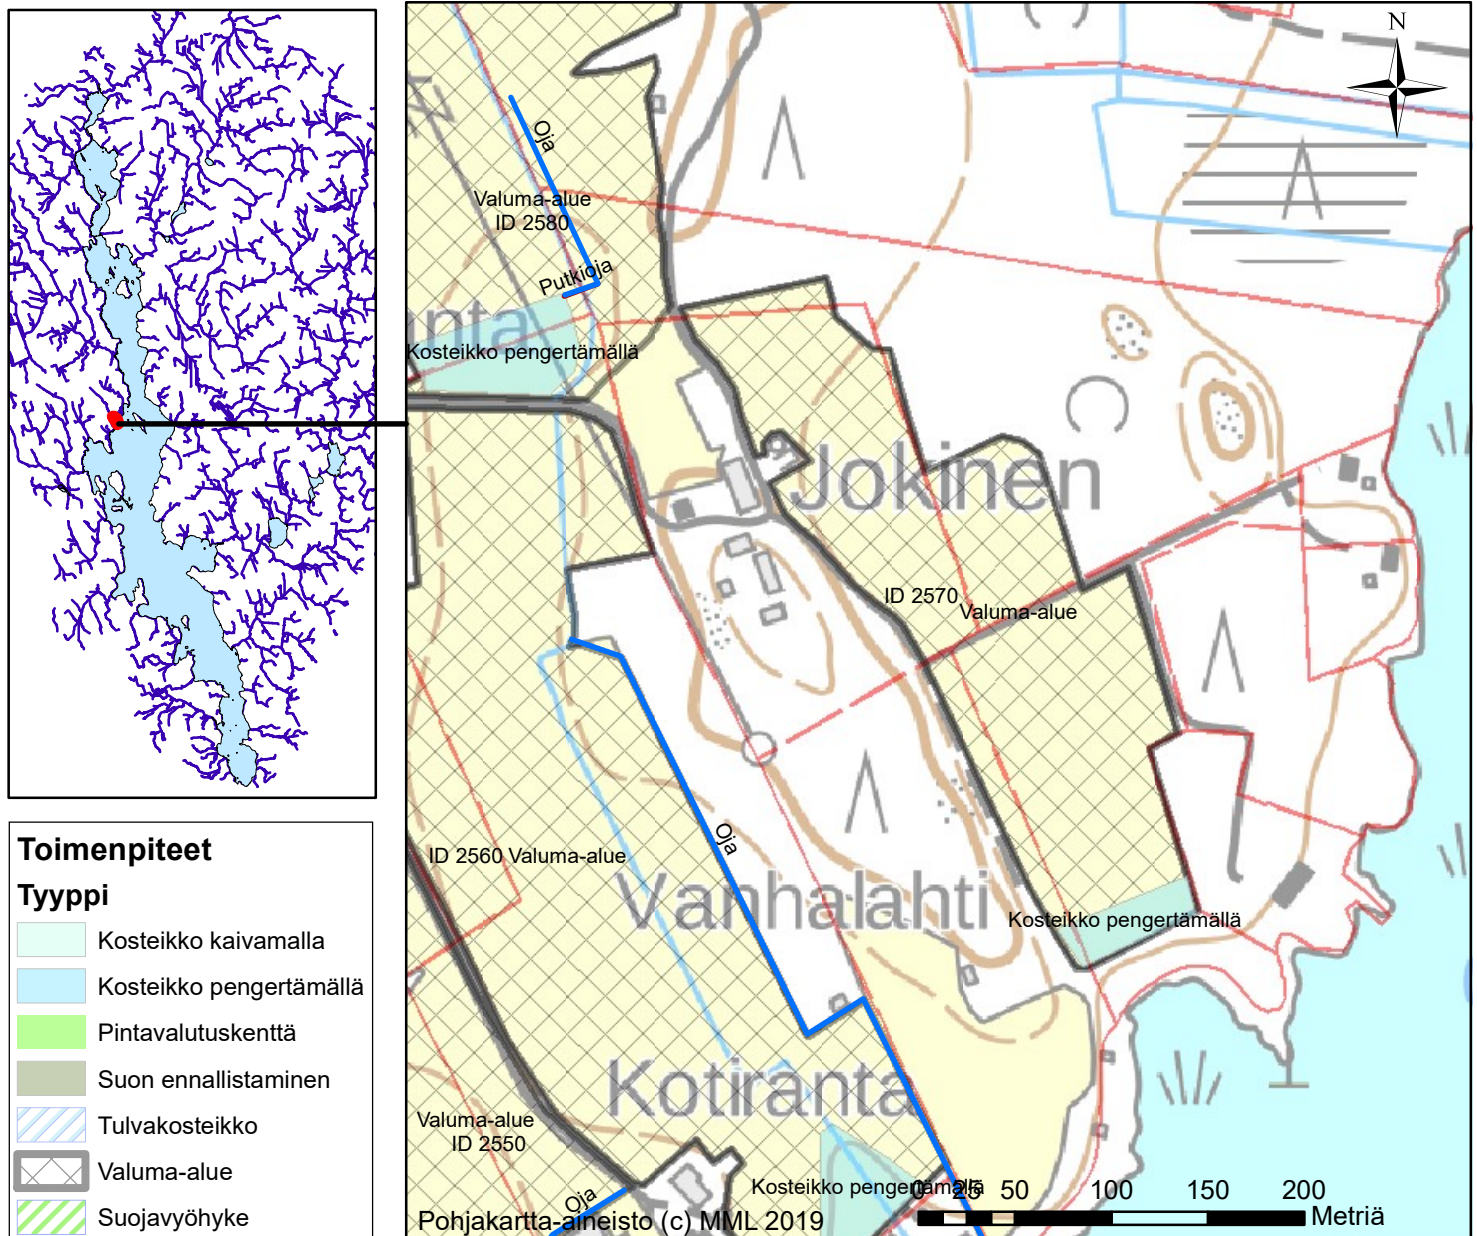 N
Oja
Valuma-alue
ID 2580
Putkioja
Kosteikko pengertämällä
Jokinen
ID 2570
Valuma-alue
Oja
ID 2560 Valuma-alue
Vanhalahti
Kosteikko pengertämällä
Kotiranta
Valuma-alue
ID 2550
Oja
Kosteikko pengertämällä
0 25 50 100 150 200
Metriä
Pohjakartta-aineisto (c) MML 2019
Toimenpiteet
Tyyppi
Kosteikko kaivamalla
Kosteikko pengertämällä
Pintavalutuskenttä
Suon ennallistaminen
Tulvakosteikko
Valuma-alue
Suojavyöhyke